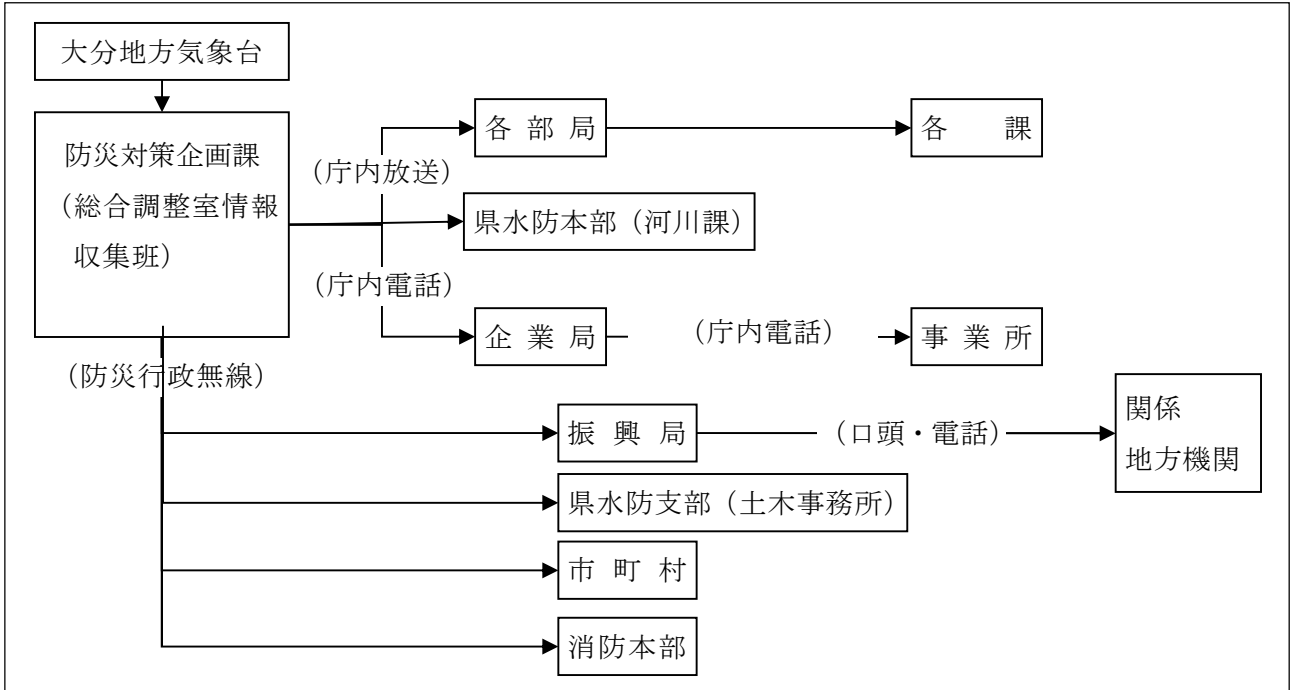 大分地方気象台
防災対策企画課
（総合調整室情報
収集班）
各部局
各　　課
（庁内放送）
県水防本部（河川課）
（庁内電話）
企業局
（庁内電話）
事業所
（防災行政無線）
振興局
（口頭・電話）
関係
地方機関
県水防支部（土木事務所）
市町村
消防本部